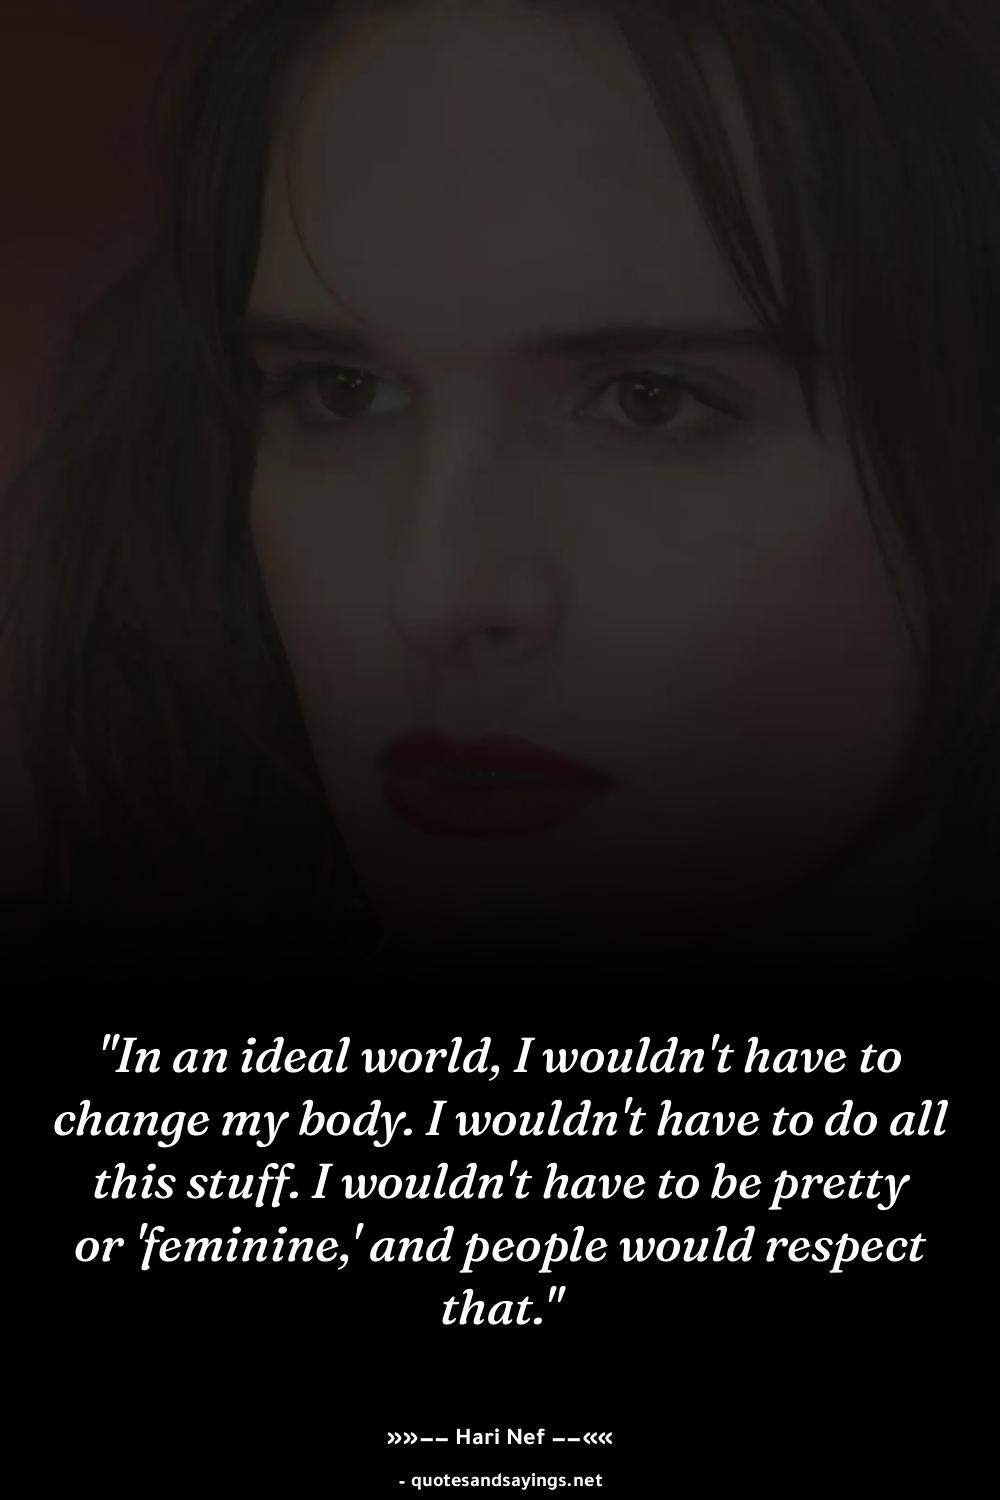 "In an ideal world, I wouldn't have to
change my body. I wouldn't have to do all
this stuff. I wouldn't have to be pretty
or 'feminine,' and people would respect
that."
»»–– Hari Nef ––««
- quotesandsayings.net